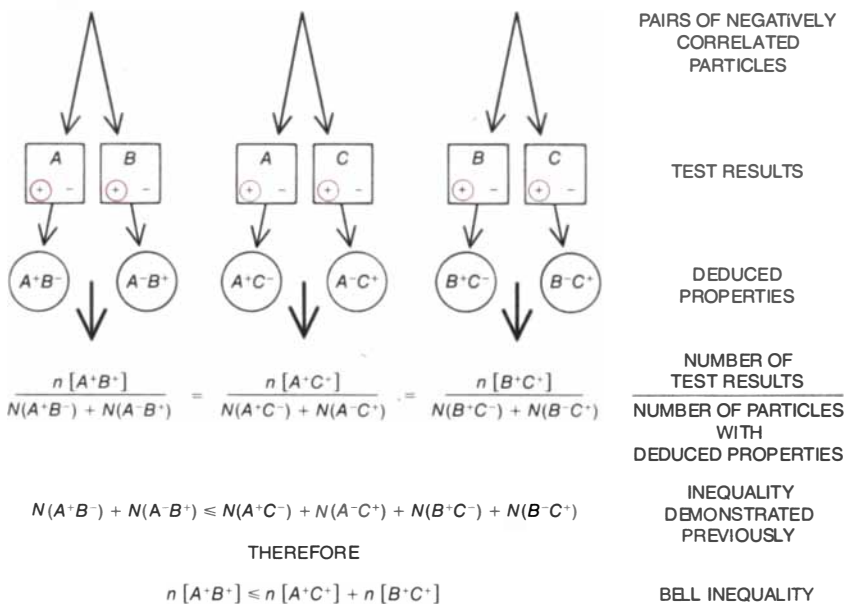 PAIRS OF NEGATIVELY
CORRELATED
PARTICLES
A B A C B C
+ - + - + - + - + - + -
TEST RESULTS
A⁺B⁻ A⁻B⁺ A⁺C⁻ A⁻C⁺ B⁺C⁻ B⁻C⁺
DEDUCED
PROPERTIES
n [A⁺B⁺] = n [A⁺C⁺] = n [B⁺C⁺]
N(A⁺B⁻) + N(A⁻B⁺) N(A⁺C⁻) + N(A⁻C⁺) N(B⁺C⁻) + N(B⁻C⁺)
NUMBER OF
TEST RESULTS
NUMBER OF PARTICLES
WITH
DEDUCED PROPERTIES
N(A⁺B⁻) + N(A⁻B⁺) ≤ N(A⁺C⁻) + N(A⁻C⁺) + N(B⁺C⁻) + N(B⁻C⁺)
INEQUALITY
DEMONSTRATED
PREVIOUSLY
THEREFORE
n [A⁺B⁺] ≤ n [A⁺C⁺] + n [B⁺C⁺]
BELL INEQUALITY